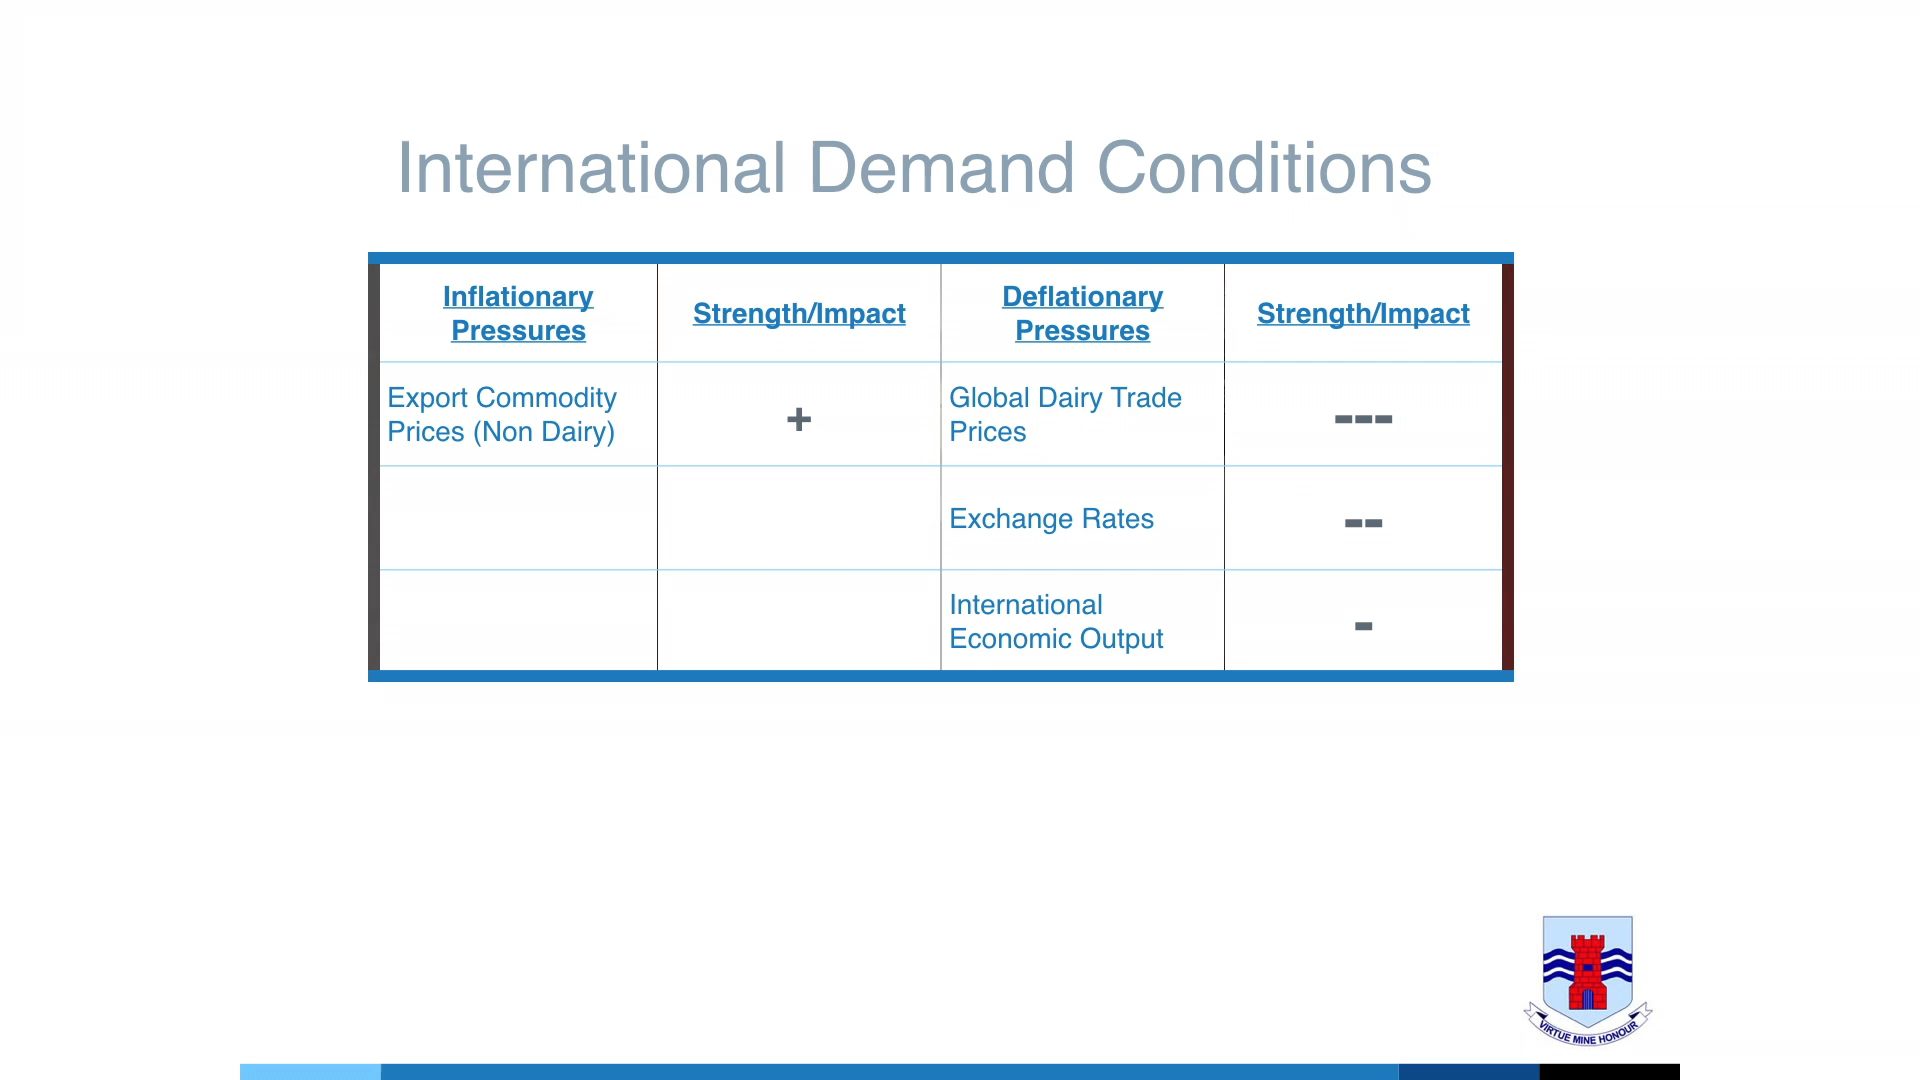 International Demand Conditions
Inflationary
Pressures
Strength/Impact
Deflationary
Pressures
Strength/Impact
Export Commodity
Prices (Non Dairy)
+
Global Dairy Trade
Prices
---
Exchange Rates
--
International
Economic Output
-
VIRTUE MINE HONOUR